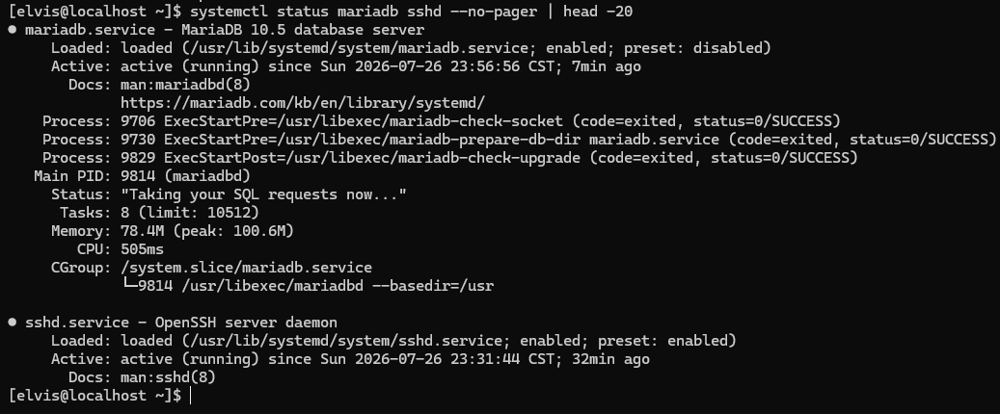 [elvis@localhost ~]$ systemctl status mariadb sshd --no-pager | head -20
● mariadb.service - MariaDB 10.5 database server
     Loaded: loaded (/usr/lib/systemd/system/mariadb.service; enabled; preset: disabled)
     Active: active (running) since Sun 2026-07-26 23:56:56 CST; 7min ago
       Docs: man:mariadbd(8)
             https://mariadb.com/kb/en/library/systemd/
    Process: 9706 ExecStartPre=/usr/libexec/mariadb-check-socket (code=exited, status=0/SUCCESS)
    Process: 9730 ExecStartPre=/usr/libexec/mariadb-prepare-db-dir mariadb.service (code=exited, status=0/SUCCESS)
    Process: 9829 ExecStartPost=/usr/libexec/mariadb-check-upgrade (code=exited, status=0/SUCCESS)
   Main PID: 9814 (mariadbd)
     Status: "Taking your SQL requests now..."
      Tasks: 8 (limit: 10512)
     Memory: 78.4M (peak: 100.6M)
        CPU: 505ms
     CGroup: /system.slice/mariadb.service
             └─9814 /usr/libexec/mariadbd --basedir=/usr

● sshd.service - OpenSSH server daemon
     Loaded: loaded (/usr/lib/systemd/system/sshd.service; enabled; preset: enabled)
     Active: active (running) since Sun 2026-07-26 23:31:44 CST; 32min ago
       Docs: man:sshd(8)
[elvis@localhost ~]$